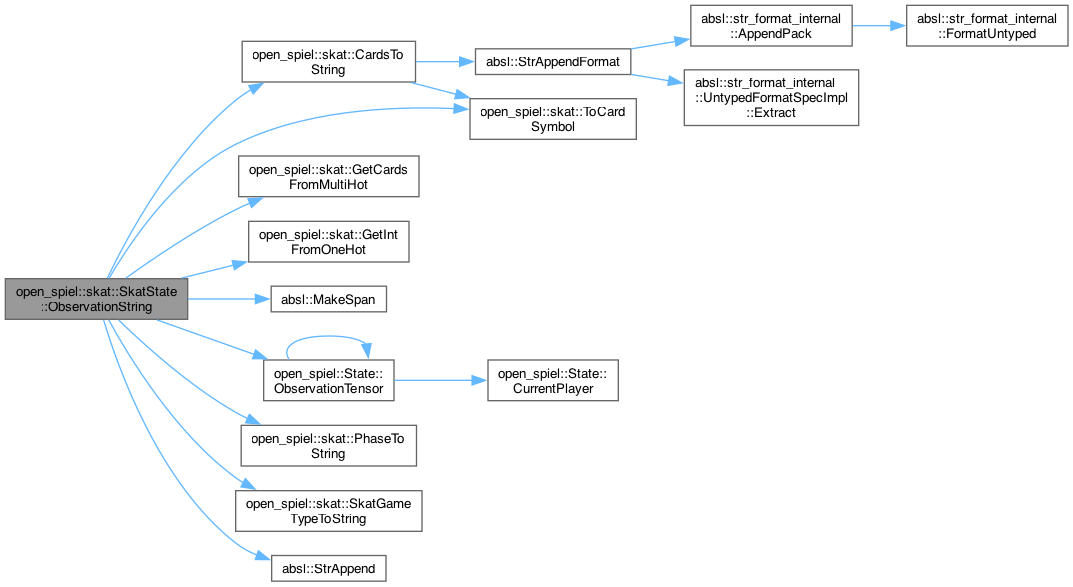 open_spiel::skat::SkatState
::ObservationString
open_spiel::skat::CardsTo
String
absl::StrAppendFormat
absl::str_format_internal
::AppendPack
absl::str_format_internal
::FormatUntyped
absl::str_format_internal
::UntypedFormatSpecImpl
::Extract
open_spiel::skat::ToCard
Symbol
open_spiel::skat::GetCards
FromMultiHot
open_spiel::skat::GetInt
FromOneHot
absl::MakeSpan
open_spiel::State::
ObservationTensor
open_spiel::State::
CurrentPlayer
open_spiel::skat::PhaseTo
String
open_spiel::skat::SkatGame
TypeToString
absl::StrAppend